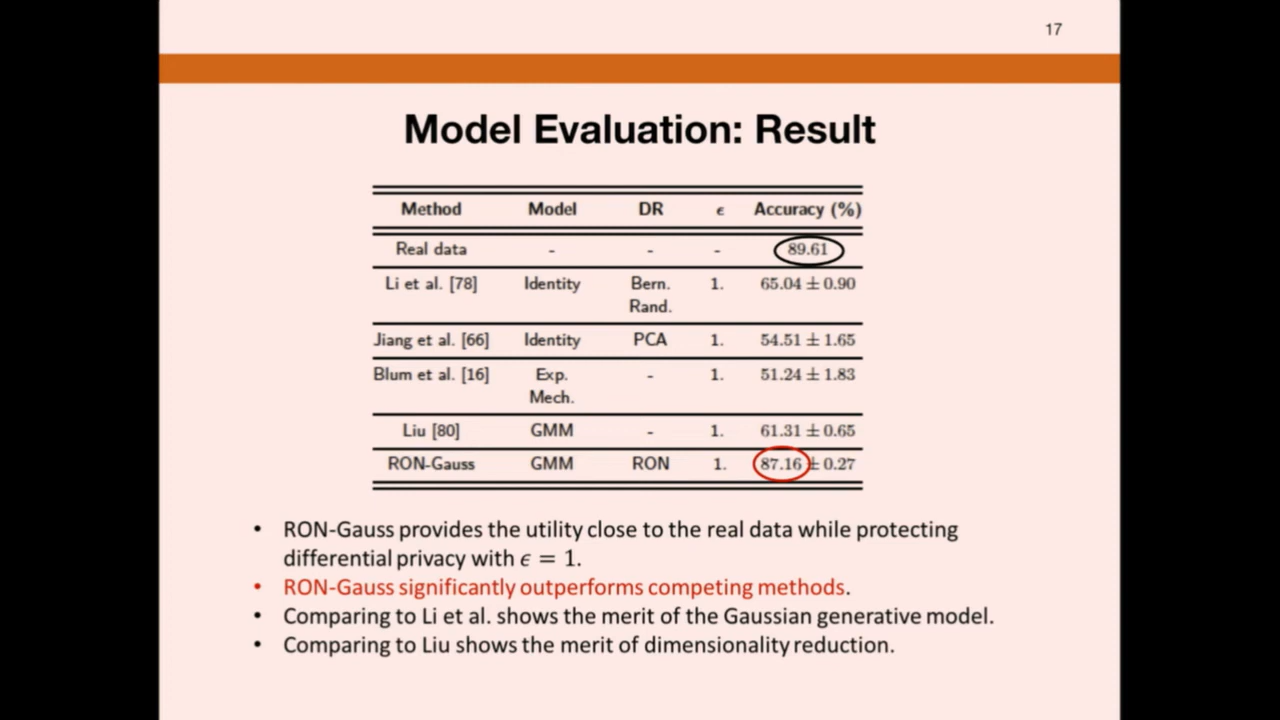 17
Model Evaluation: Result
Method Model DR ϵ Accuracy (%)
Real data - - - 89.61
Li et al. [78] Identity Bern. 1. 65.04 ± 0.90
Rand.
Jiang et al. [66] Identity PCA 1. 54.51 ± 1.65
Blum et al. [16] Exp. - 1. 51.24 ± 1.83
Mech.
Liu [80] GMM - 1. 61.31 ± 0.65
RON-Gauss GMM RON 1. 87.16 ± 0.27
• RON-Gauss provides the utility close to the real data while protecting
differential privacy with ϵ = 1.
• RON-Gauss significantly outperforms competing methods.
• Comparing to Li et al. shows the merit of the Gaussian generative model.
• Comparing to Liu shows the merit of dimensionality reduction.